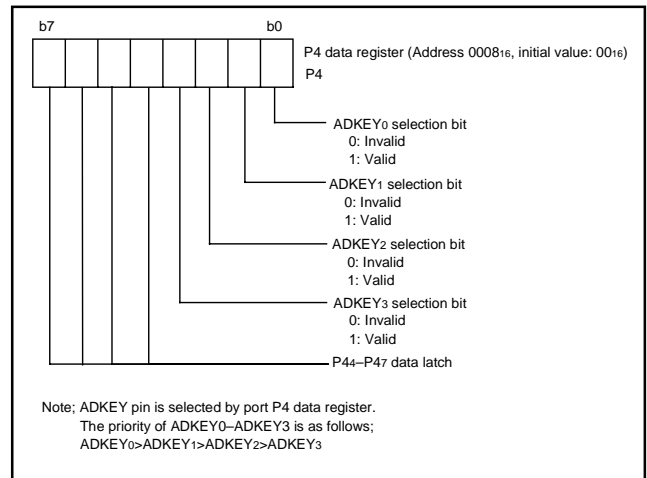 b7 b0
P4 data register (Address 0008₁₆, initial value: 00₁₆)
P4
ADKEY₀ selection bit
0: Invalid
1: Valid
ADKEY₁ selection bit
0: Invalid
1: Valid
ADKEY₂ selection bit
0: Invalid
1: Valid
ADKEY₃ selection bit
0: Invalid
1: Valid
P4₄–P4₇ data latch
Note; ADKEY pin is selected by port P4 data register.
The priority of ADKEY0–ADKEY3 is as follows;
ADKEY₀>ADKEY₁>ADKEY₂>ADKEY₃